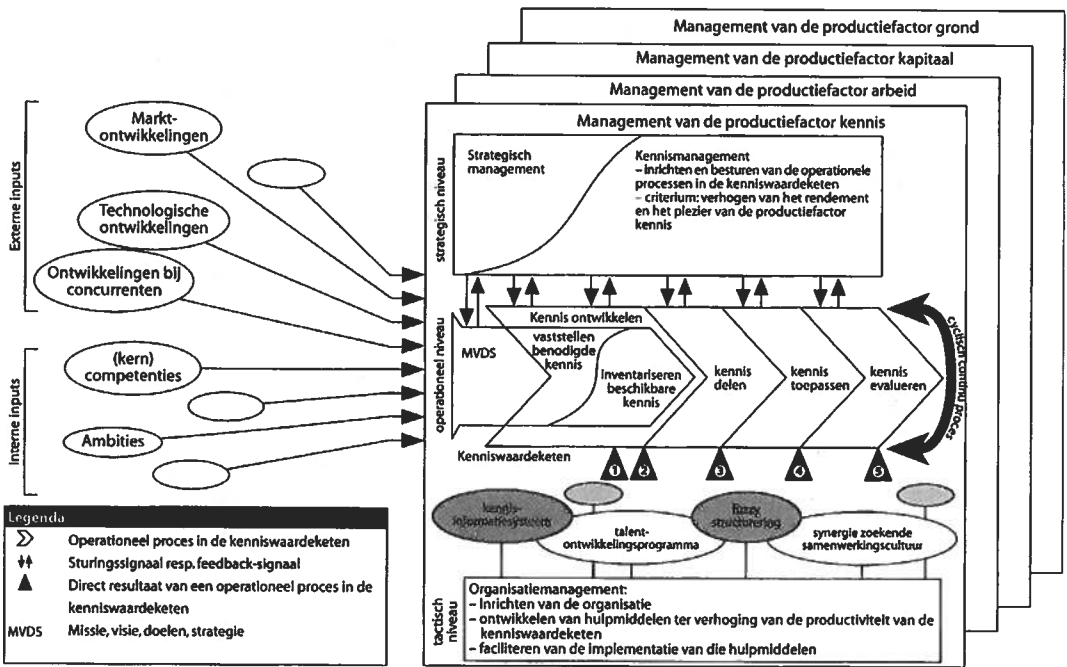 Management van de productiefactor grond
Management van de productiefactor kapitaal
Management van de productiefactor arbeid
Management van de productiefactor kennis
Externe inputs
Markt-
ontwikkelingen
Technologische
ontwikkelingen
Ontwikkelingen bij
concurrenten
Interne inputs
(kern)
competenties
Ambities
strategisch niveau
Strategisch
management
Kennismanagement
– inrichten en besturen van de operationele
processen in de kenniswaardeketen
– criterium: verhogen van het rendement
en het plezier van de productiefactor
kennis
operationeel niveau
MVDS
Kennis ontwikkelen
vaststellen
benodigde
kennis
Inventariseren
beschikbare
kennis
kennis
delen
kennis
toepassen
kennis
evalueren
cyclisch continu proces
Kenniswaardeketen
1 2 3 4 5
kennis-
informatiesysteem
talent-
ontwikkelingsprogramma
fuzzy
structurering
synergie zoekende
samenwerkingscultuur
tactisch
niveau
Organisatiemanagement:
– Inrichten van de organisatie
– ontwikkelen van hulpmiddelen ter verhoging van de productiviteit van de
kenniswaardeketen
– faciliteren van de implementatie van die hulpmiddelen
Legenda
Operationeel proces in de kenniswaardeketen
Sturingssignaal resp. feedback-signaal
Direct resultaat van een operationeel proces in de
kenniswaardeketen
MVDS Missie, visie, doelen, strategie